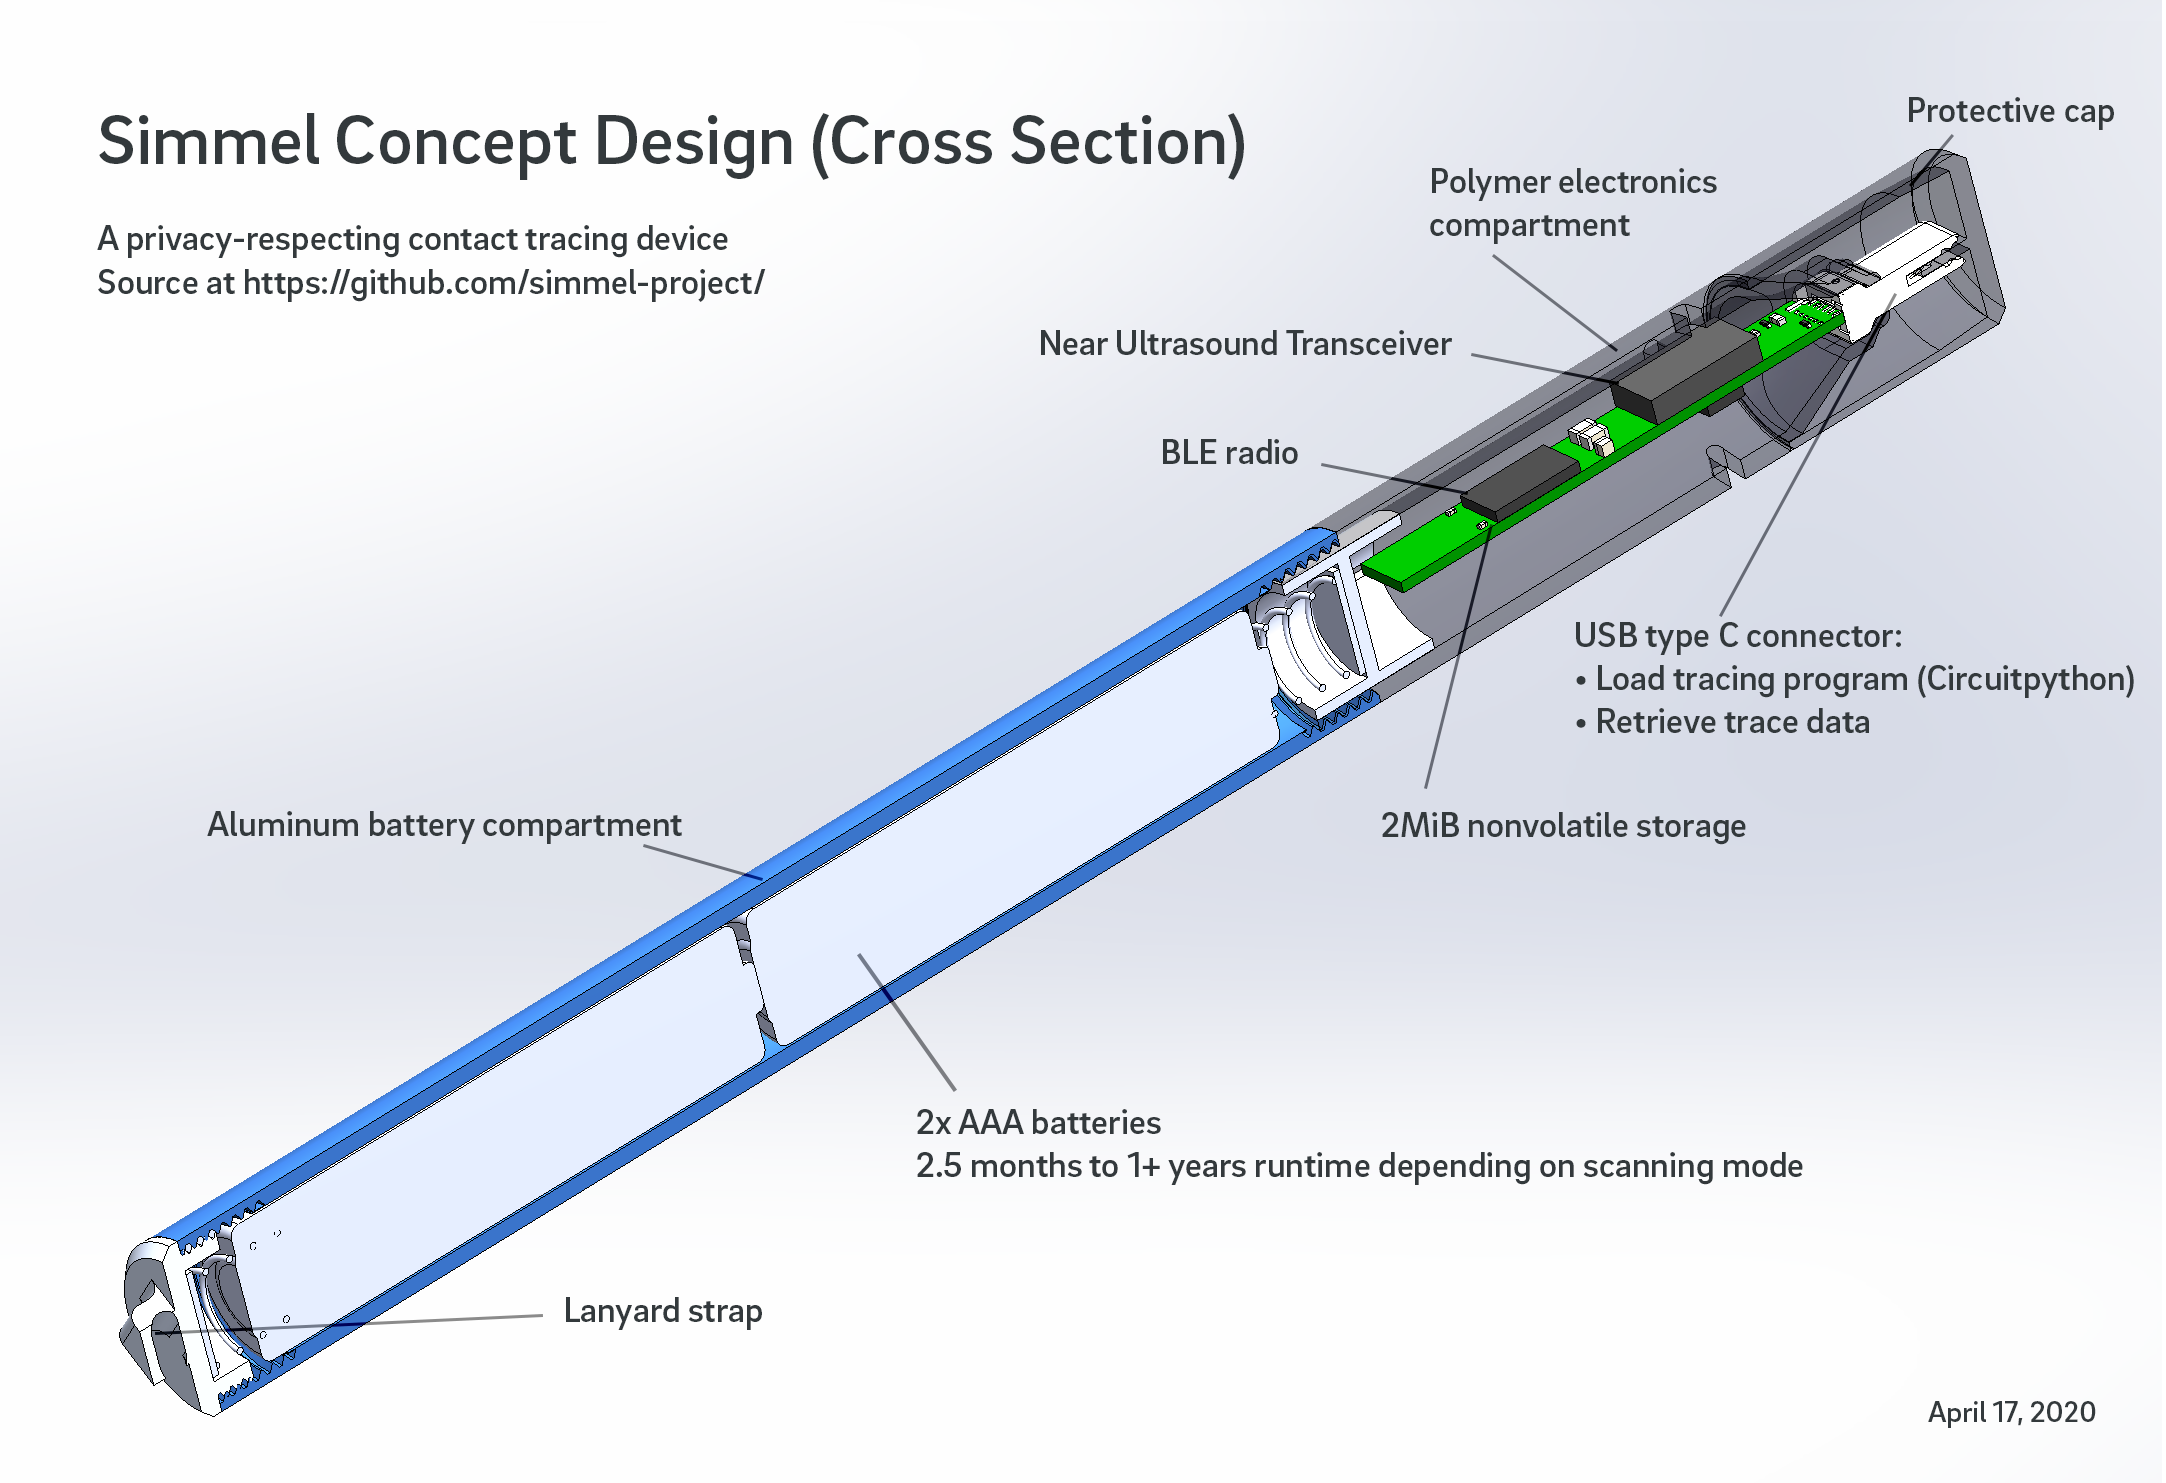 Simmel Concept Design (Cross Section)
A privacy-respecting contact tracing device
Source at https://github.com/simmel-project/
Protective cap
Polymer electronics
compartment
Near Ultrasound Transceiver
BLE radio
USB type C connector:
• Load tracing program (Circuitpython)
• Retrieve trace data
2MiB nonvolatile storage
Aluminum battery compartment
2x AAA batteries
2.5 months to 1+ years runtime depending on scanning mode
Lanyard strap
April 17, 2020